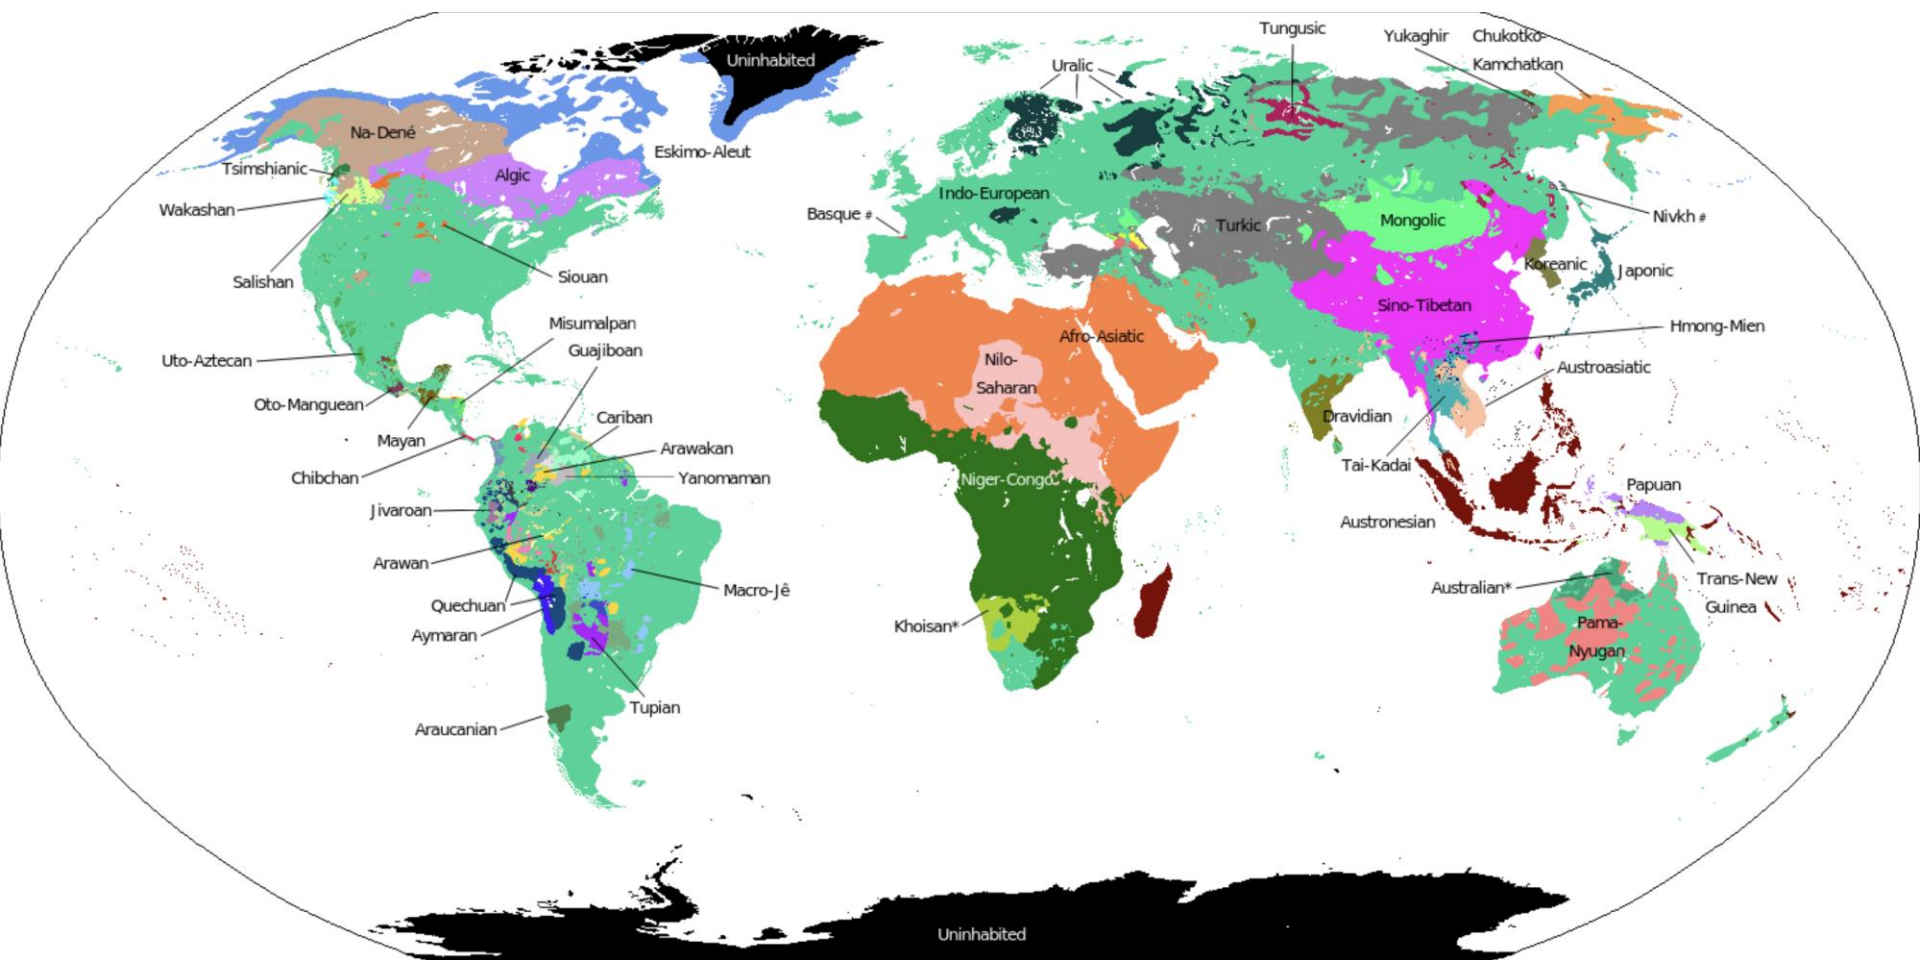 Tungusic
Yukaghir
Chukotko-
Kamchatkan
Uralic
Uninhabited
Na-Dené
Eskimo-Aleut
Tsimshianic
Algic
Wakashan
Indo-European
Basque #
Turkic
Mongolic
Nivkh #
Salishan
Siouan
Koreanic
Japonic
Sino-Tibetan
Misumalpan
Hmong-Mien
Guajiboan
Afro-Asiatic
Uto-Aztecan
Nilo-
Saharan
Austroasiatic
Oto-Manguean
Cariban
Dravidian
Mayan
Arawakan
Chibchan
Yanomaman
Niger-Congo
Tai-Kadai
Papuan
Jivaroan
Austronesian
Arawan
Macro-Jê
Australian*
Trans-New
Guinea
Quechuan
Aymaran
Khoisan*
Pama-
Nyugan
Tupian
Araucanian
Uninhabited